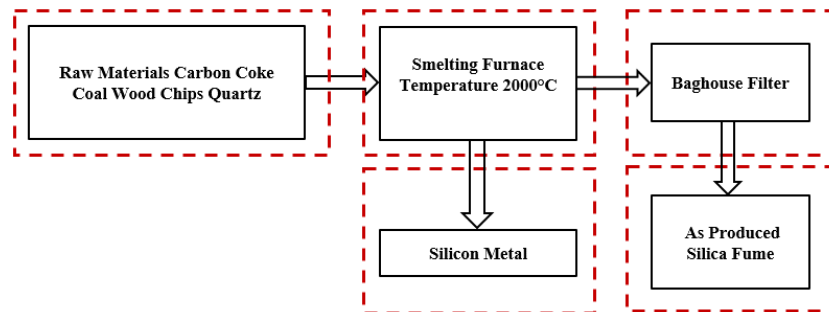 Raw Materials Carbon Coke
Coal Wood Chips Quartz
Smelting Furnace
Temperature 2000°C
Baghouse Filter
Silicon Metal
As Produced
Silica Fume